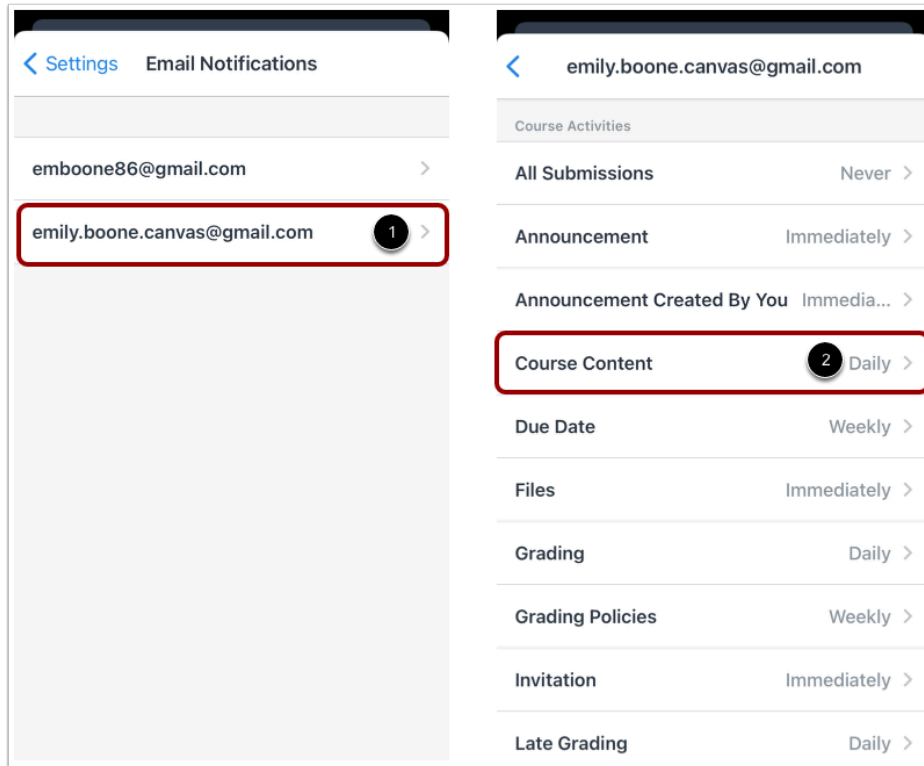 Settings Email Notifications
emboone86@gmail.com
emily.boone.canvas@gmail.com 1
emily.boone.canvas@gmail.com
Course Activities
All Submissions Never
Announcement Immediately
Announcement Created By You Immedia...
Course Content 2 Daily
Due Date Weekly
Files Immediately
Grading Daily
Grading Policies Weekly
Invitation Immediately
Late Grading Daily